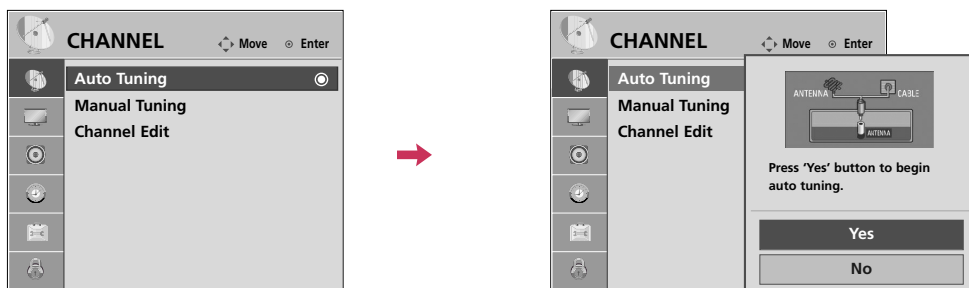 CHANNEL
Move
Enter
Auto Tuning
Manual Tuning
Channel Edit
CHANNEL
Move
Enter
Auto Tuning
Manual Tuning
Channel Edit
ANTENNA
CABLE
ANTENNA
Press ‘Yes’ button to begin
auto tuning.
Yes
No